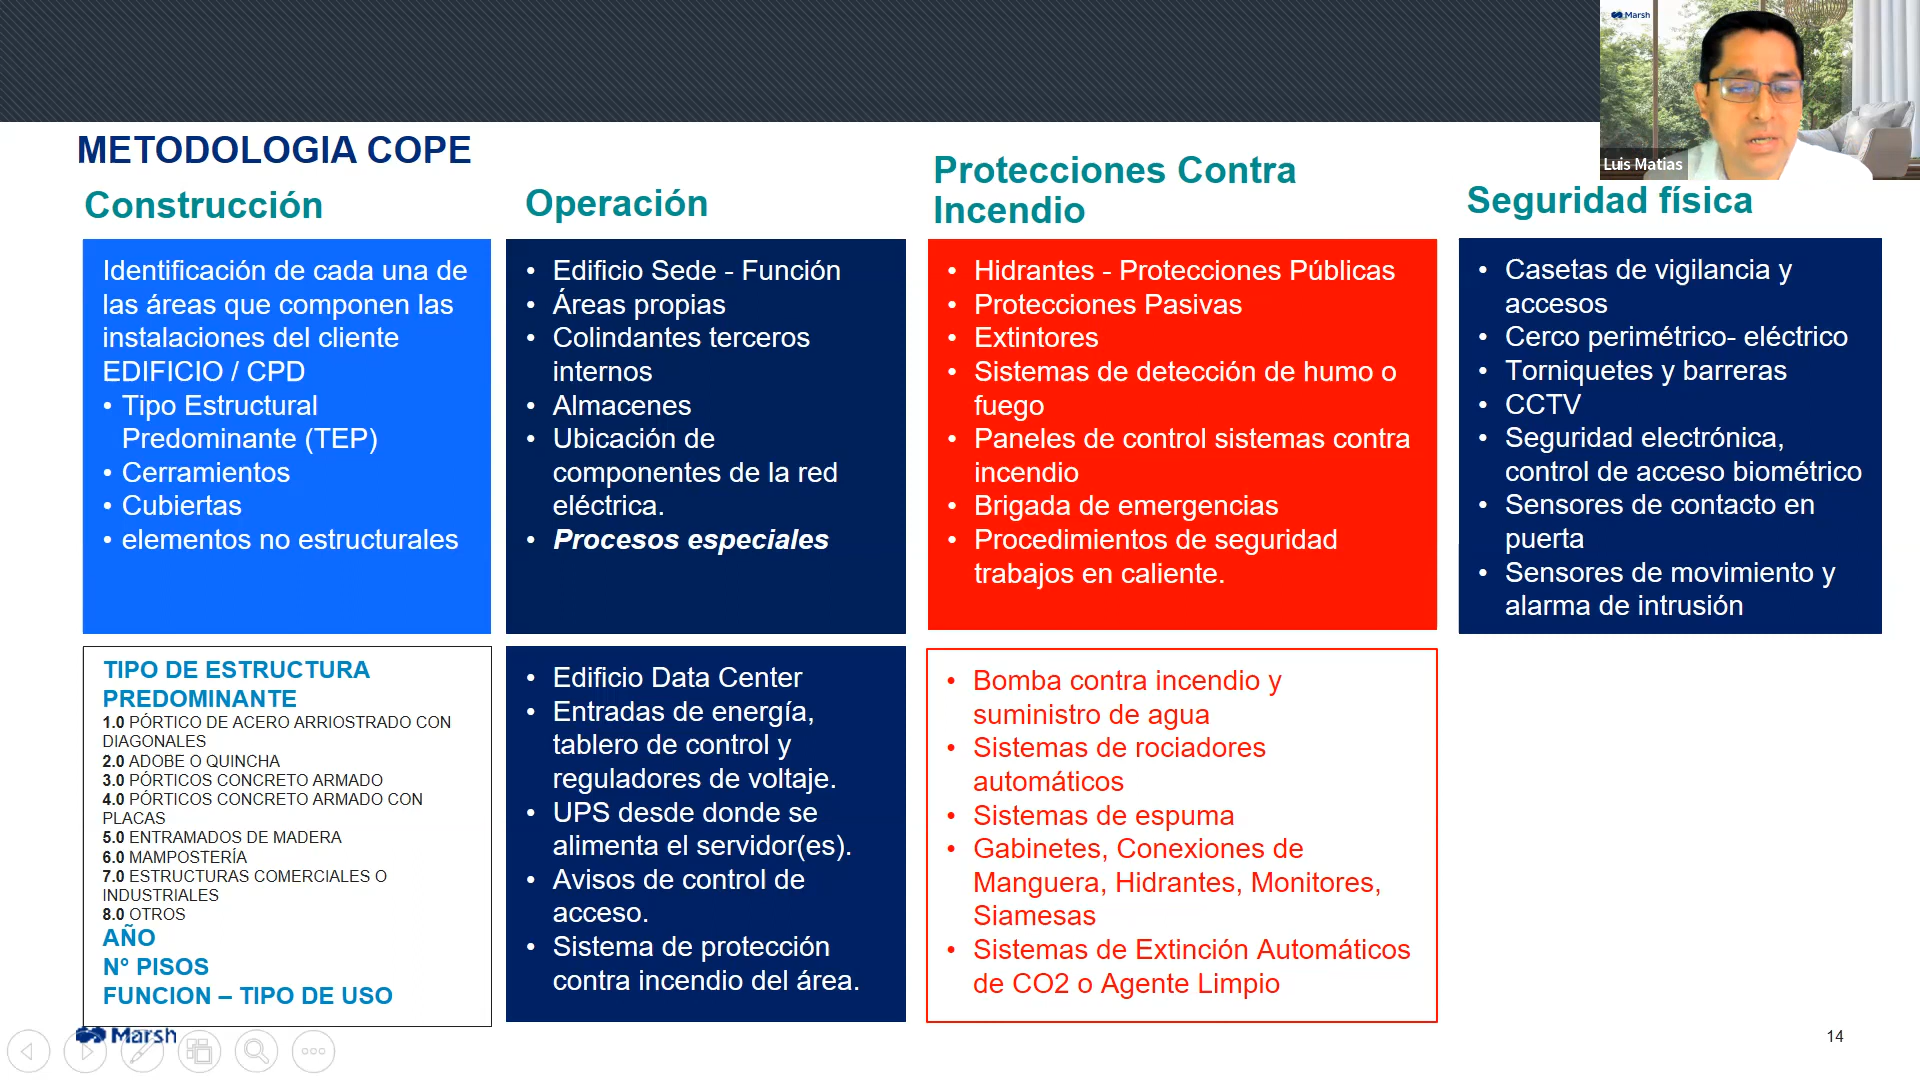 Marsh
Luis Matias
METODOLOGIA COPE
Construcción
Identificación de cada una de
las áreas que componen las
instalaciones del cliente
EDIFICIO / CPD
• Tipo Estructural
Predominante (TEP)
• Cerramientos
• Cubiertas
• elementos no estructurales
TIPO DE ESTRUCTURA
PREDOMINANTE
1.0 PÓRTICO DE ACERO ARRIOSTRADO CON
DIAGONALES
2.0 ADOBE O QUINCHA
3.0 PÓRTICOS CONCRETO ARMADO
4.0 PÓRTICOS CONCRETO ARMADO CON
PLACAS
5.0 ENTRAMADOS DE MADERA
6.0 MAMPOSTERÍA
7.0 ESTRUCTURAS COMERCIALES O
INDUSTRIALES
8.0 OTROS
AÑO
N° PISOS
FUNCION – TIPO DE USO
Operación
• Edificio Sede - Función
• Áreas propias
• Colindantes terceros
internos
• Almacenes
• Ubicación de
componentes de la red
eléctrica.
• Procesos especiales
• Edificio Data Center
• Entradas de energía,
tablero de control y
reguladores de voltaje.
• UPS desde donde se
alimenta el servidor(es).
• Avisos de control de
acceso.
• Sistema de protección
contra incendio del área.
Protecciones Contra
Incendio
• Hidrantes - Protecciones Públicas
• Protecciones Pasivas
• Extintores
• Sistemas de detección de humo o
fuego
• Paneles de control sistemas contra
incendio
• Brigada de emergencias
• Procedimientos de seguridad
trabajos en caliente.
• Bomba contra incendio y
suministro de agua
• Sistemas de rociadores
automáticos
• Sistemas de espuma
• Gabinetes, Conexiones de
Manguera, Hidrantes, Monitores,
Siamesas
• Sistemas de Extinción Automáticos
de CO2 o Agente Limpio
Seguridad física
• Casetas de vigilancia y
accesos
• Cerco perimétrico- eléctrico
• Torniquetes y barreras
• CCTV
• Seguridad electrónica,
control de acceso biométrico
• Sensores de contacto en
puerta
• Sensores de movimiento y
alarma de intrusión
Marsh
14